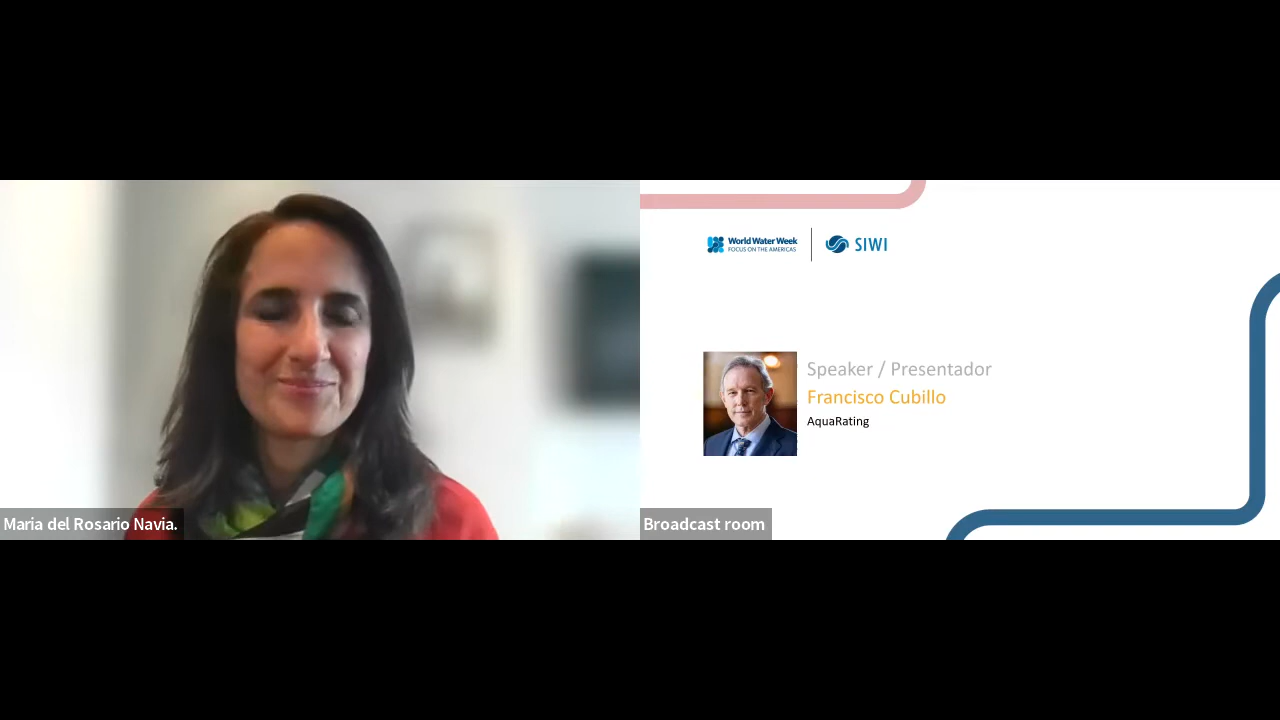 World Water Week
FOCUS ON THE AMERICAS
SIWI
Speaker / Presentador
Francisco Cubillo
AquaRating
Maria del Rosario Navia.
Broadcast room